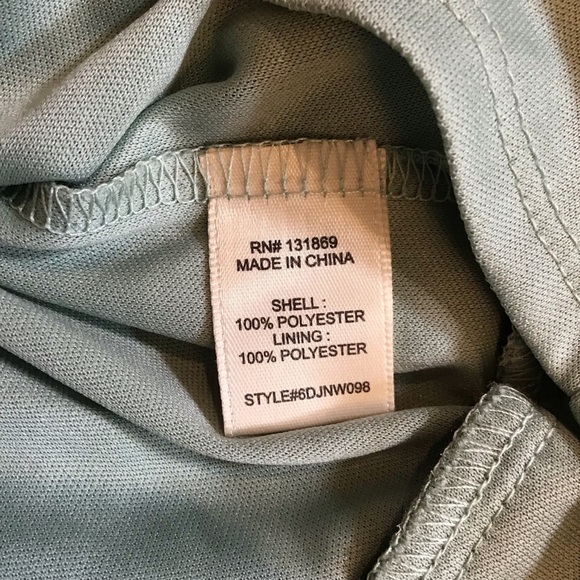 RN# 131869
MADE IN CHINA
SHELL :
100% POLYESTER
LINING :
100% POLYESTER
STYLE#6DJNW098